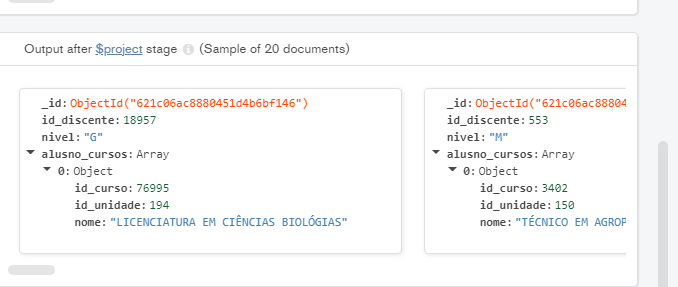 Output after $project stage (Sample of 20 documents)
_id: ObjectId("621c06ac8880451d4b6bf146")
id_discente: 18957
nivel: "G"
alusno_cursos: Array
0: Object
id_curso: 76995
id_unidade: 194
nome: "LICENCIATURA EM CIÊNCIAS BIOLÓGIAS"
_id: ObjectId("621c06ac88804
id_discente: 553
nivel: "M"
alusno_cursos: Array
0: Object
id_curso: 3402
id_unidade: 150
nome: "TÉCNICO EM AGROP